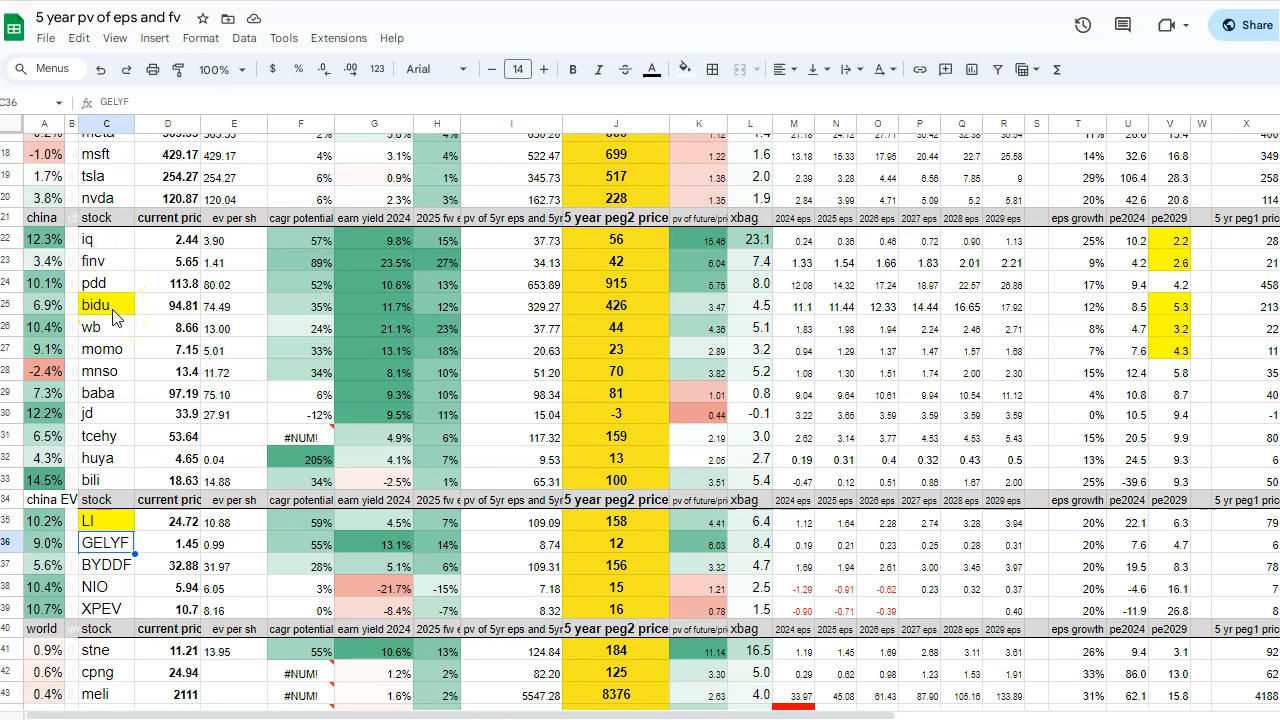 5 year pv of eps and fv
File Edit View Insert Format Data Tools Extensions Help
Share
Menus 100% $ % .0 .00 123 Arial 14 B I A
C36 fx GELYF
A B C D E F G H I J K L M N O P Q R S T U V W X
18 -1.0% msft 429.17 429.17 4% 3.1% 4% 522.47 699 1.22 1.6 13.18 15.33 17.95 20.44 22.7 25.58 14% 32.6 16.8 349
19 1.7% tsla 254.27 254.27 6% 0.9% 1% 345.73 517 1.36 2.0 2.39 3.28 4.44 6.56 7.85 9 29% 106.4 28.3 258
20 3.8% nvda 120.87 120.04 6% 2.3% 3% 162.73 228 1.35 1.9 2.84 3.99 4.71 5.09 5.2 5.81 20% 42.6 20.8 114
21 china stock current pric ev per sh cagr potential earn yield 2024 2025 fw e pv of 5yr eps and 5yr 5 year peg2 price pv of future/pri xbag 2024 eps 2025 eps 2026 eps 2027 eps 2028 eps 2029 eps eps growth pe2024 pe2029 5 yr peg1 price
22 12.3% iq 2.44 3.90 57% 9.8% 15% 37.73 56 15.46 23.1 0.24 0.36 0.46 0.72 0.90 1.13 25% 10.2 2.2 28
23 3.4% finv 5.65 1.41 89% 23.5% 27% 34.13 42 6.04 7.4 1.33 1.54 1.66 1.83 2.01 2.21 9% 4.2 2.6 21
24 10.1% pdd 113.8 80.02 52% 10.6% 13% 653.89 915 5.75 8.0 12.08 14.32 17.24 18.97 22.57 26.86 17% 9.4 4.2 458
25 6.9% bidu 94.81 74.49 35% 11.7% 12% 329.27 426 3.47 4.5 11.1 11.44 12.33 14.44 16.65 17.92 12% 8.5 5.3 213
26 10.4% wb 8.66 13.00 24% 21.1% 23% 37.77 44 4.36 5.1 1.83 1.98 1.94 2.24 2.46 2.71 8% 4.7 3.2 22
27 9.1% momo 7.15 5.01 33% 13.1% 18% 20.63 23 2.89 3.2 0.94 1.29 1.37 1.47 1.57 1.68 7% 7.6 4.3 11
28 -2.4% mnso 13.4 11.72 34% 8.1% 10% 51.20 70 3.82 5.2 1.08 1.30 1.51 1.74 2.00 2.30 15% 12.4 5.8 35
29 7.3% baba 97.19 75.10 6% 9.3% 10% 98.34 81 1.01 0.8 9.04 9.64 10.61 9.94 10.54 11.12 4% 10.8 8.7 40
30 12.2% jd 33.9 27.91 -12% 9.5% 11% 15.04 -3 0.44 -0.1 3.22 3.65 3.59 3.59 3.59 3.59 0% 10.5 9.4 -1
31 6.5% tcehy 53.64 #NUM! 4.9% 6% 117.32 159 2.19 3.0 2.62 3.14 3.77 4.53 4.53 5.43 15% 20.5 9.9 80
32 4.3% huya 4.65 0.04 205% 4.1% 7% 9.53 13 2.05 2.7 0.19 0.31 0.4 0.32 0.43 0.5 13% 24.5 9.3 6
33 14.5% bili 18.63 14.88 34% -2.5% 1% 65.31 100 3.51 5.4 -0.47 0.12 0.51 0.86 1.67 2.00 25% -39.6 9.3 50
34 china EV stock current pric ev per sh cagr potential earn yield 2024 2025 fw e pv of 5yr eps and 5yr 5 year peg2 price pv of future/pri xbag 2024 eps 2025 eps 2026 eps 2027 eps 2028 eps 2029 eps eps growth pe2024 pe2029 5 yr peg1 price
35 10.2% LI 24.72 10.88 59% 4.5% 7% 109.09 158 4.41 6.4 1.12 1.64 2.28 2.74 3.28 3.94 20% 22.1 6.3 79
36 9.0% GELYF 1.45 0.99 55% 13.1% 14% 8.74 12 6.03 8.4 0.19 0.21 0.23 0.25 0.28 0.31 20% 7.6 4.7 6
37 5.6% BYDDF 32.88 31.97 28% 5.1% 6% 109.31 156 3.32 4.7 1.69 1.94 2.61 3.00 3.45 3.97 20% 19.5 8.3 78
38 10.4% NIO 5.94 6.05 3% -21.7% -15% 7.18 15 1.21 2.5 -1.29 -0.91 -0.62 0.23 0.32 0.37 20% -4.6 16.1 7
39 10.7% XPEV 10.7 8.16 0% -8.4% -7% 8.32 16 0.78 1.5 -0.90 -0.71 -0.39 0.40 20% -11.9 26.8 8
40 world stock current pric ev per sh cagr potential earn yield 2024 2025 fw e pv of 5yr eps and 5yr 5 year peg2 price pv of future/pri xbag 2024 eps 2025 eps 2026 eps 2027 eps 2028 eps 2029 eps eps growth pe2024 pe2029 5 yr peg1 price
41 0.9% stne 11.21 13.95 55% 10.6% 13% 124.84 184 11.14 16.5 1.19 1.45 1.69 2.68 3.11 3.61 26% 9.4 3.1 92
42 0.6% cpng 24.94 #NUM! 1.2% 2% 82.20 125 3.30 5.0 0.29 0.62 0.98 1.23 1.53 1.91 33% 86.0 13.0 62
43 0.4% meli 2111 #NUM! 1.6% 2% 5547.28 8376 2.63 4.0 33.97 45.08 61.43 87.90 105.16 133.89 31% 62.1 15.8 4188